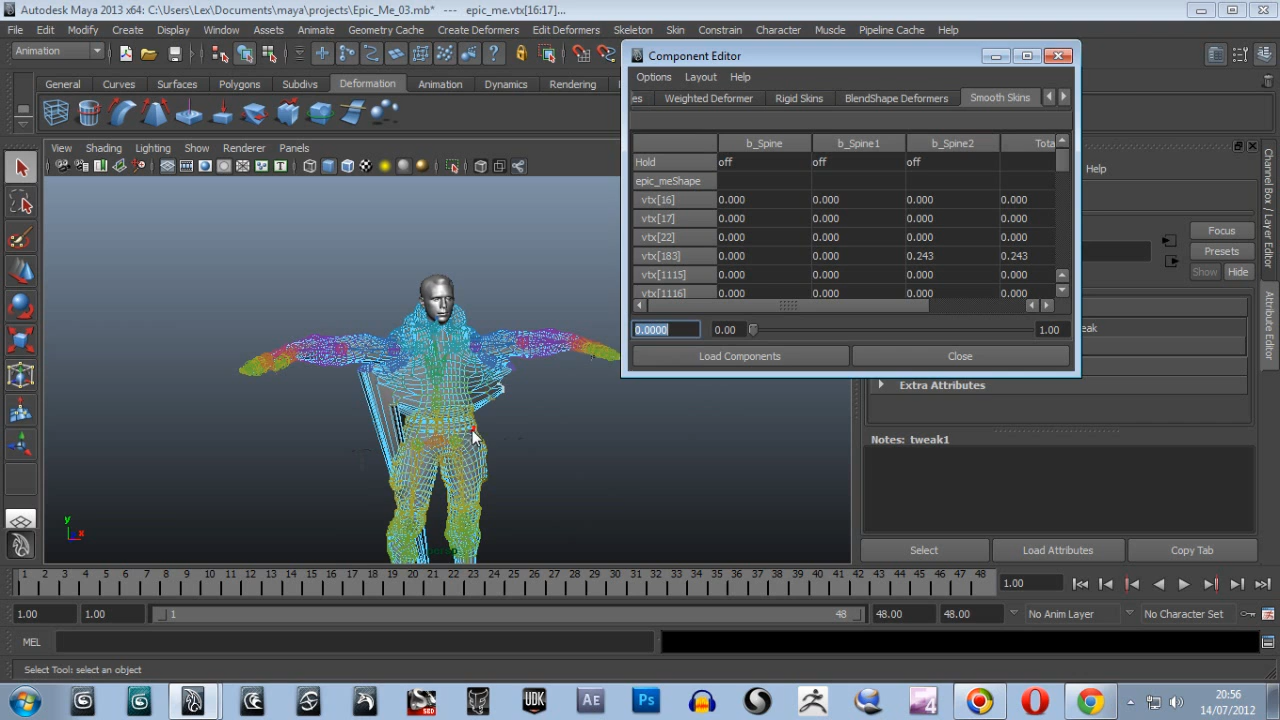 Autodesk Maya 2013 x64: C:\Users\Lex\Documents\maya\projects\Epic_Me_03.mb* --- epic_me.vtx[16:17]...
File Edit Modify Create Display Window Assets Animate Geometry Cache Create Deformers Edit Deformers Skeleton Skin Constrain Character Muscle Pipeline Cache Help
Animation
General Curves Surfaces Polygons Subdivs Deformation Animation Dynamics Rendering
View Shading Lighting Show Renderer Panels
Component Editor
Options Layout Help
es Weighted Deformer Rigid Skins BlendShape Deformers Smooth Skins
b_Spine b_Spine1 b_Spine2 Tota
Hold off off off
epic_meShape
vtx[16] 0.000 0.000 0.000 0.000
vtx[17] 0.000 0.000 0.000 0.000
vtx[22] 0.000 0.000 0.000 0.000
vtx[183] 0.000 0.000 0.243 0.243
vtx[1115] 0.000 0.000 0.000 0.000
vtx[1116] 0.000 0.000 0.000 0.000
0.0000 0.00 1.00
Load Components Close
Help
Focus
Presets
Show Hide
eak
Extra Attributes
Notes: tweak1
Select Load Attributes Copy Tab
Channel Box / Layer Editor
Attribute Editor
y
x
persp
1 2 3 4 5 6 7 8 9 10 11 12 13 14 15 16 17 18 19 20 21 22 23 24 25 26 27 28 29 30 31 32 33 34 35 36 37 38 39 40 41 42 43 44 45 46 47 48
1.00
1.00 1.00 1 48 48.00 48.00 No Anim Layer No Character Set
MEL
Select Tool: select an object
SRD UDK Ae Ps 4
20:56
14/07/2012